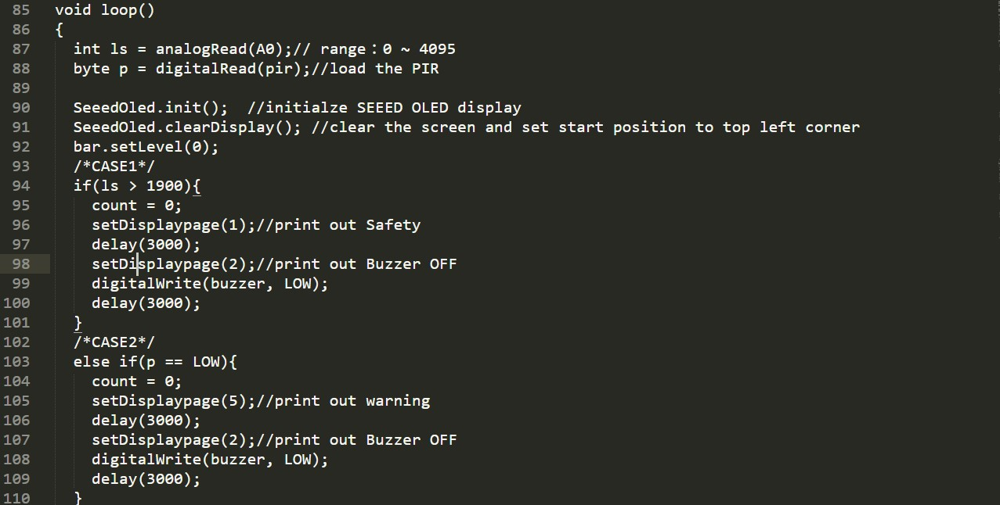 85 void loop()
86 {
87 int ls = analogRead(A0);// range：0 ~ 4095
88 byte p = digitalRead(pir);//load the PIR
89
90 SeeedOled.init(); //initialze SEEED OLED display
91 SeeedOled.clearDisplay(); //clear the screen and set start position to top left corner
92 bar.setLevel(0);
93 /*CASE1*/
94 if(ls > 1900){
95 count = 0;
96 setDisplaypage(1);//print out Safety
97 delay(3000);
98 setDisplaypage(2);//print out Buzzer OFF
99 digitalWrite(buzzer, LOW);
100 delay(3000);
101 }
102 /*CASE2*/
103 else if(p == LOW){
104 count = 0;
105 setDisplaypage(5);//print out warning
106 delay(3000);
107 setDisplaypage(2);//print out Buzzer OFF
108 digitalWrite(buzzer, LOW);
109 delay(3000);
110 }